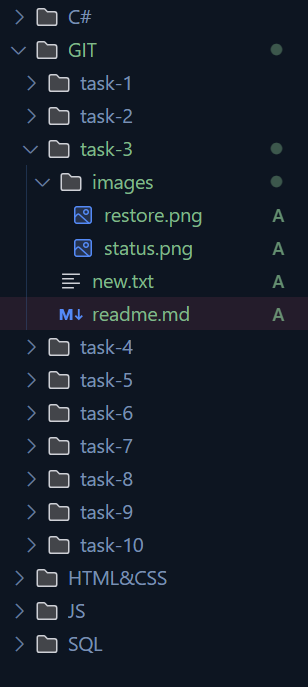 C#
GIT
task-1
task-2
task-3
images
restore.png A
status.png A
new.txt A
M↓ readme.md A
task-4
task-5
task-6
task-7
task-8
task-9
task-10
HTML&CSS
JS
SQL